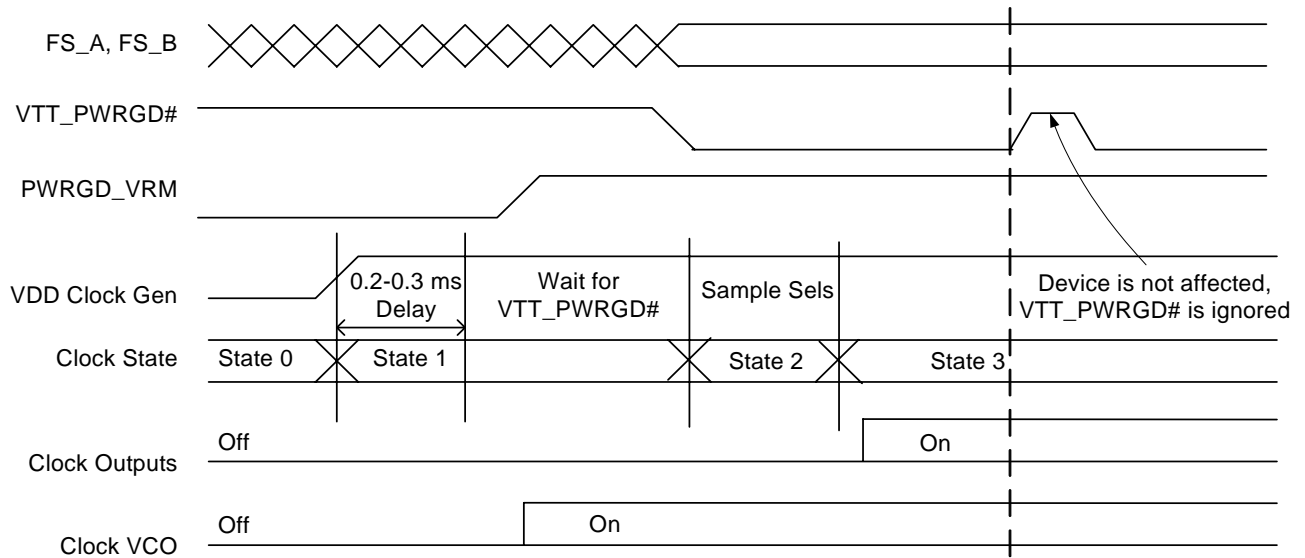 FS_A, FS_B
VTT_PWRGD#
PWRGD_VRM
VDD Clock Gen
0.2-0.3 ms
Delay
Wait for
VTT_PWRGD#
Sample Sels
Device is not affected,
VTT_PWRGD# is ignored
Clock State
State 0
State 1
State 2
State 3
Clock Outputs
Off
On
Clock VCO
Off
On